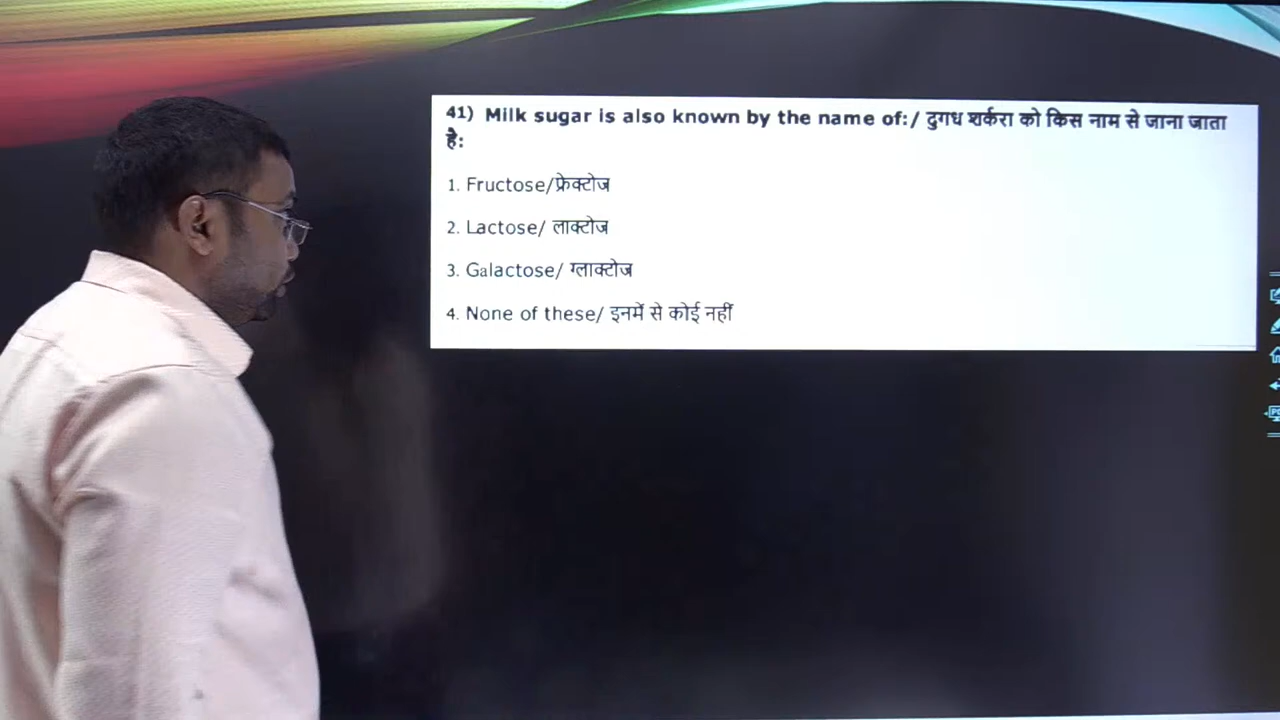 41) Milk sugar is also known by the name of:/ दुगध शर्करा को किस नाम से जाना जाता
है:
1. Fructose/फ्रेक्टोज
2. Lactose/ लाक्टोज
3. Galactose/ ग्लाक्टोज
4. None of these/ इनमें से कोई नहीं